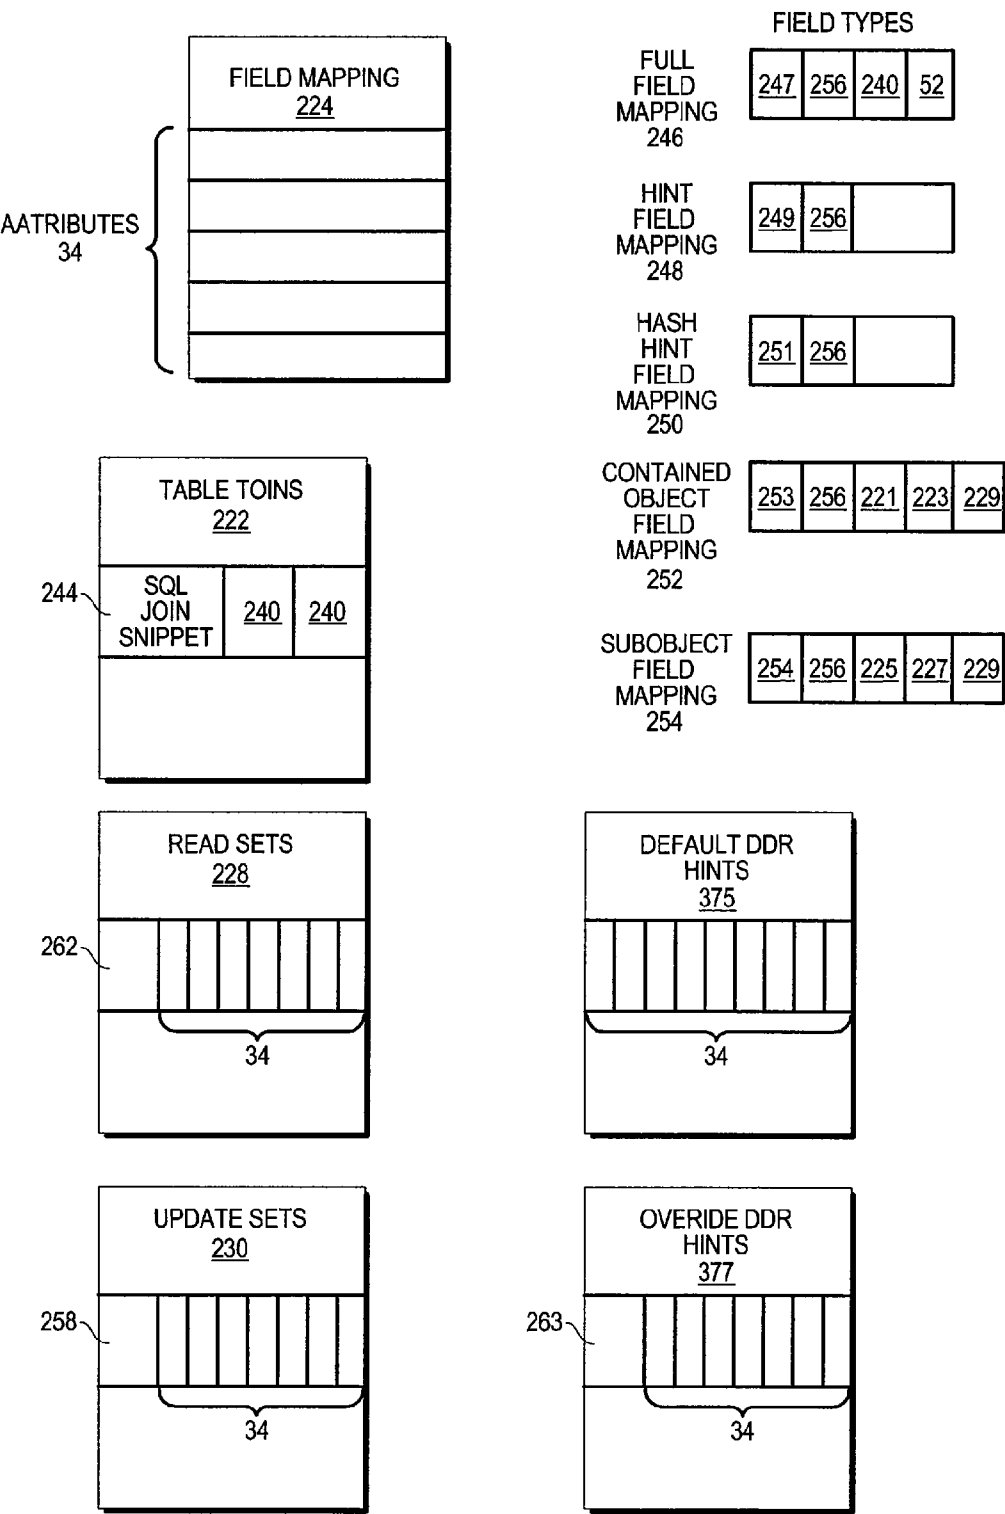 FIELD TYPES
FIELD MAPPING
224
AATRIBUTES
34
FULL
FIELD
MAPPING
246
247 256 240 52
HINT
FIELD
MAPPING
248
249 256
HASH
HINT
FIELD
MAPPING
250
251 256
TABLE TOINS
222
244
SQL
JOIN
SNIPPET
240 240
CONTAINED
OBJECT
FIELD
MAPPING
252
253 256 221 223 229
SUBOBJECT
FIELD
MAPPING
254
254 256 225 227 229
READ SETS
228
262
34
DEFAULT DDR
HINTS
375
34
UPDATE SETS
230
258
34
OVERIDE DDR
HINTS
377
263
34